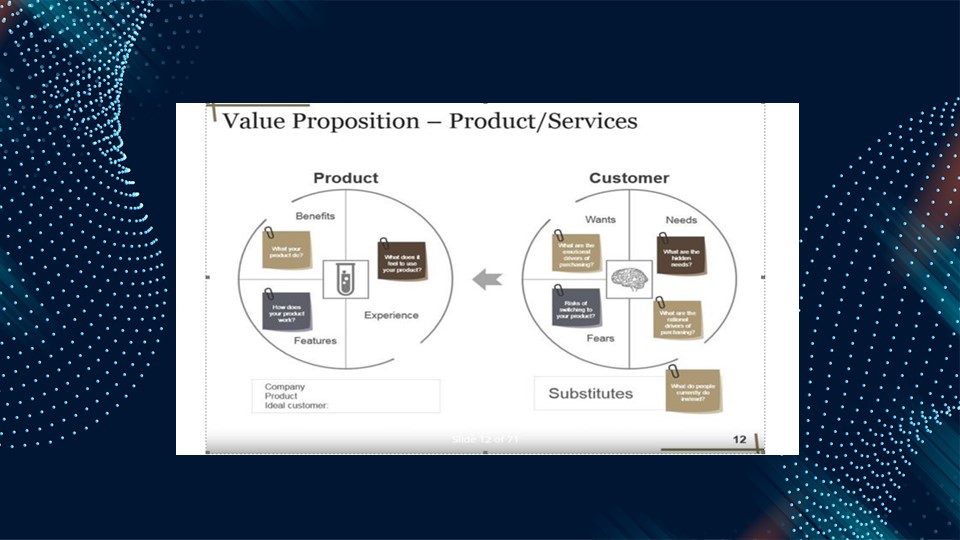 Value Proposition – Product/Services
Product
Benefits
What your
product do?
What does it
feel to use
your product?
How does
your product
work?
Experience
Features
Company
Product
Ideal customer:
Customer
Wants
Needs
What are the
emotional
drivers of
purchasing?
What are the
hidden
needs?
Risks of
switching to
your product?
What are the
rational
drivers of
purchasing?
Fears
Substitutes
What do people
currently do
instead?
Slide 12 of 71
12